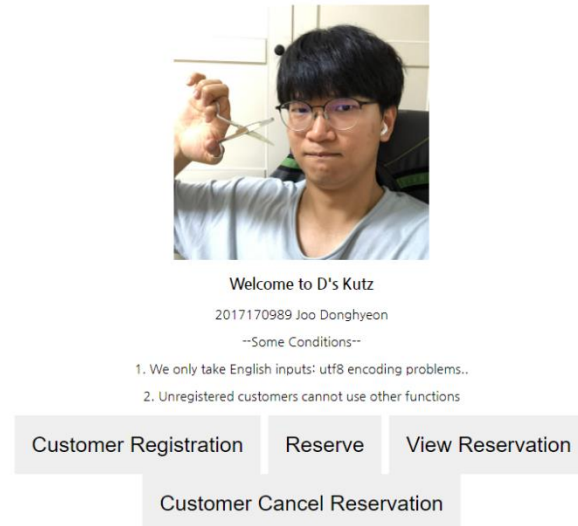 Welcome to D's Kutz
2017170989 Joo Donghyeon
--Some Conditions--
1. We only take English inputs: utf8 encoding problems..
2. Unregistered customers cannot use other functions
Customer Registration Reserve View Reservation
Customer Cancel Reservation